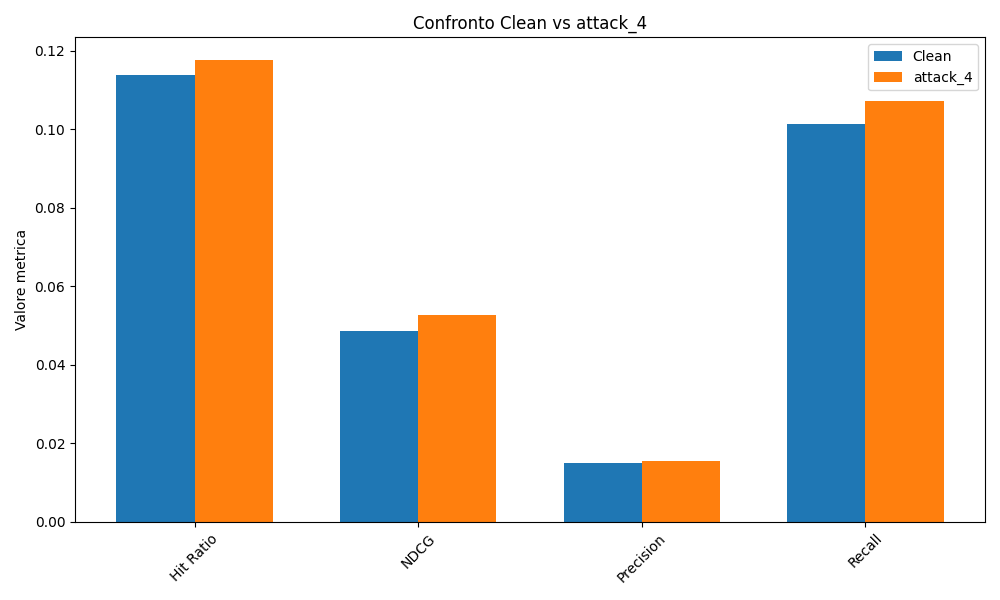 Confronto Clean vs attack_4
Clean
attack_4
Valore metrica
0.12
0.10
0.08
0.06
0.04
0.02
0.00
Hit Ratio
NDCG
Precision
Recall